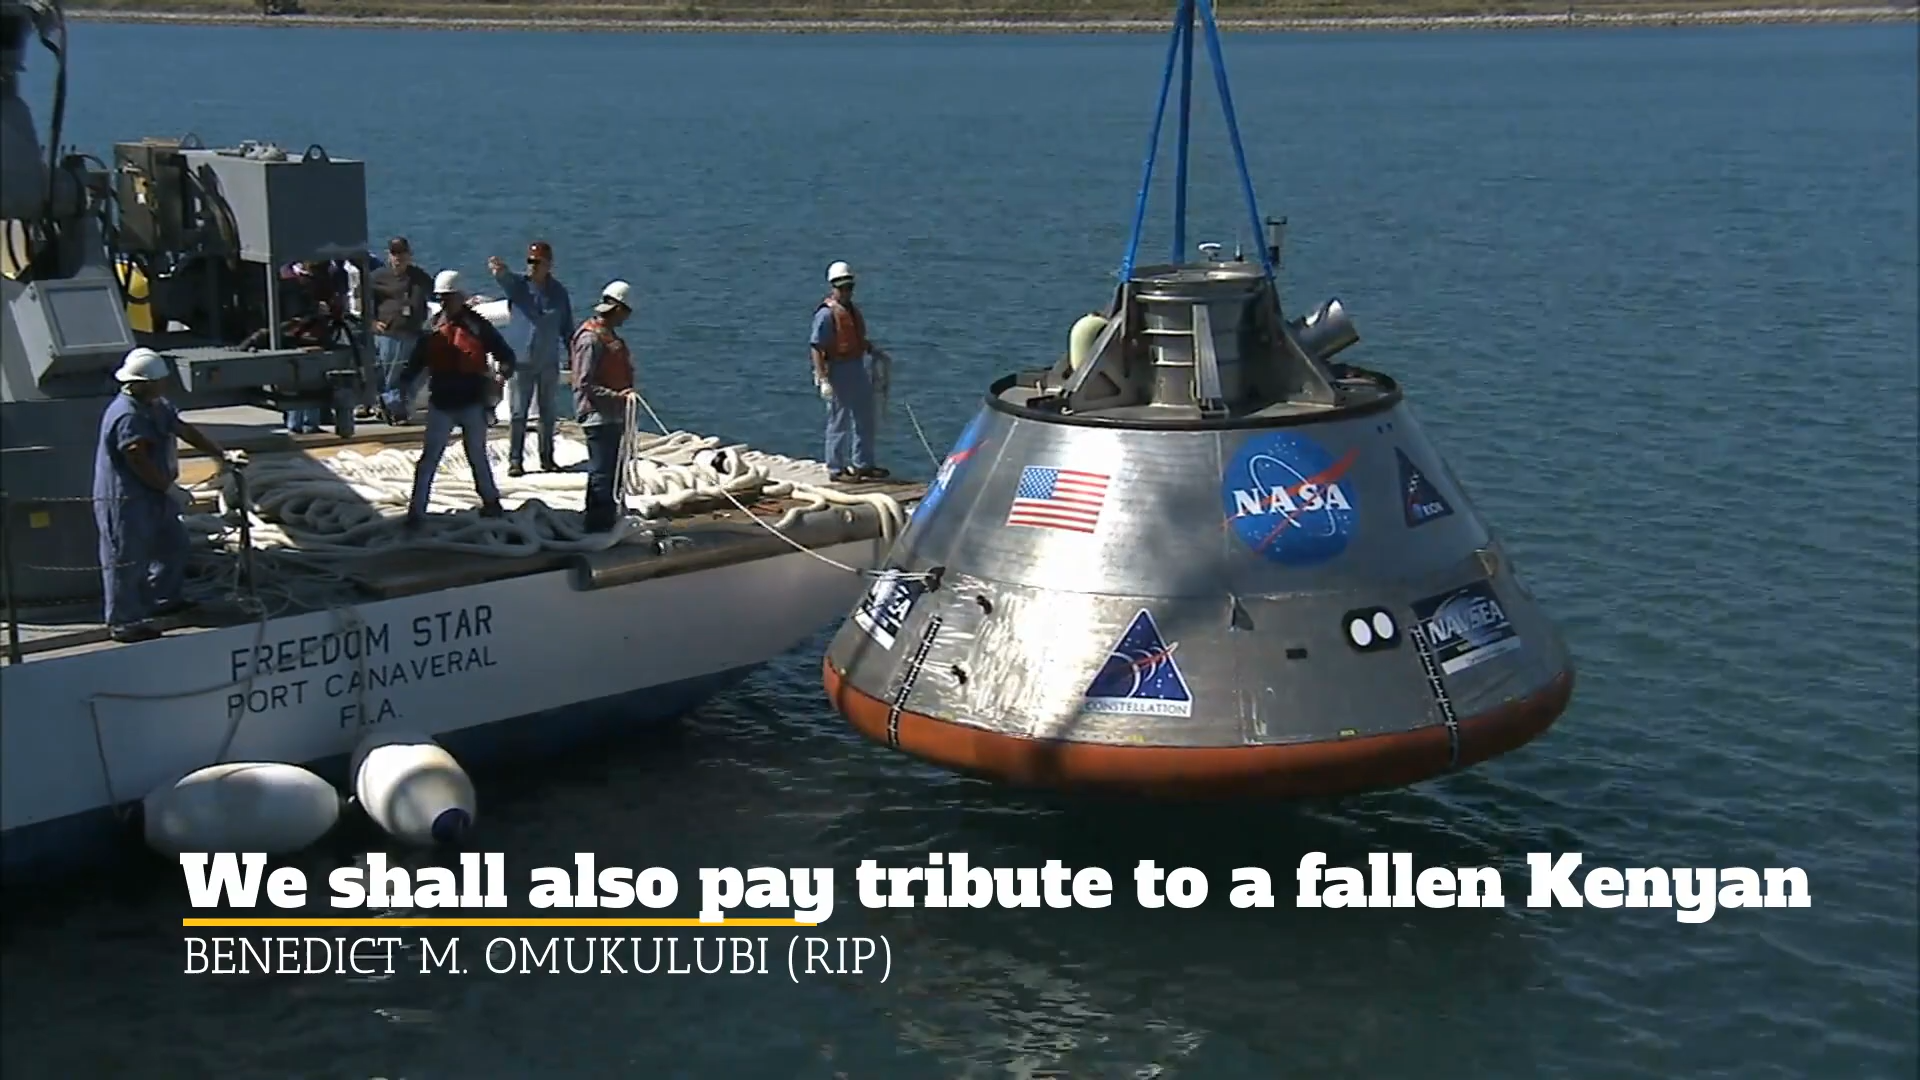 NASA
ORION
NAVSEA
CONSTELLATION
FREEDOM STAR
PORT CANAVERAL
FLA.
We shall also pay tribute to a fallen Kenyan
BENEDICT M. OMUKULUBI (RIP)